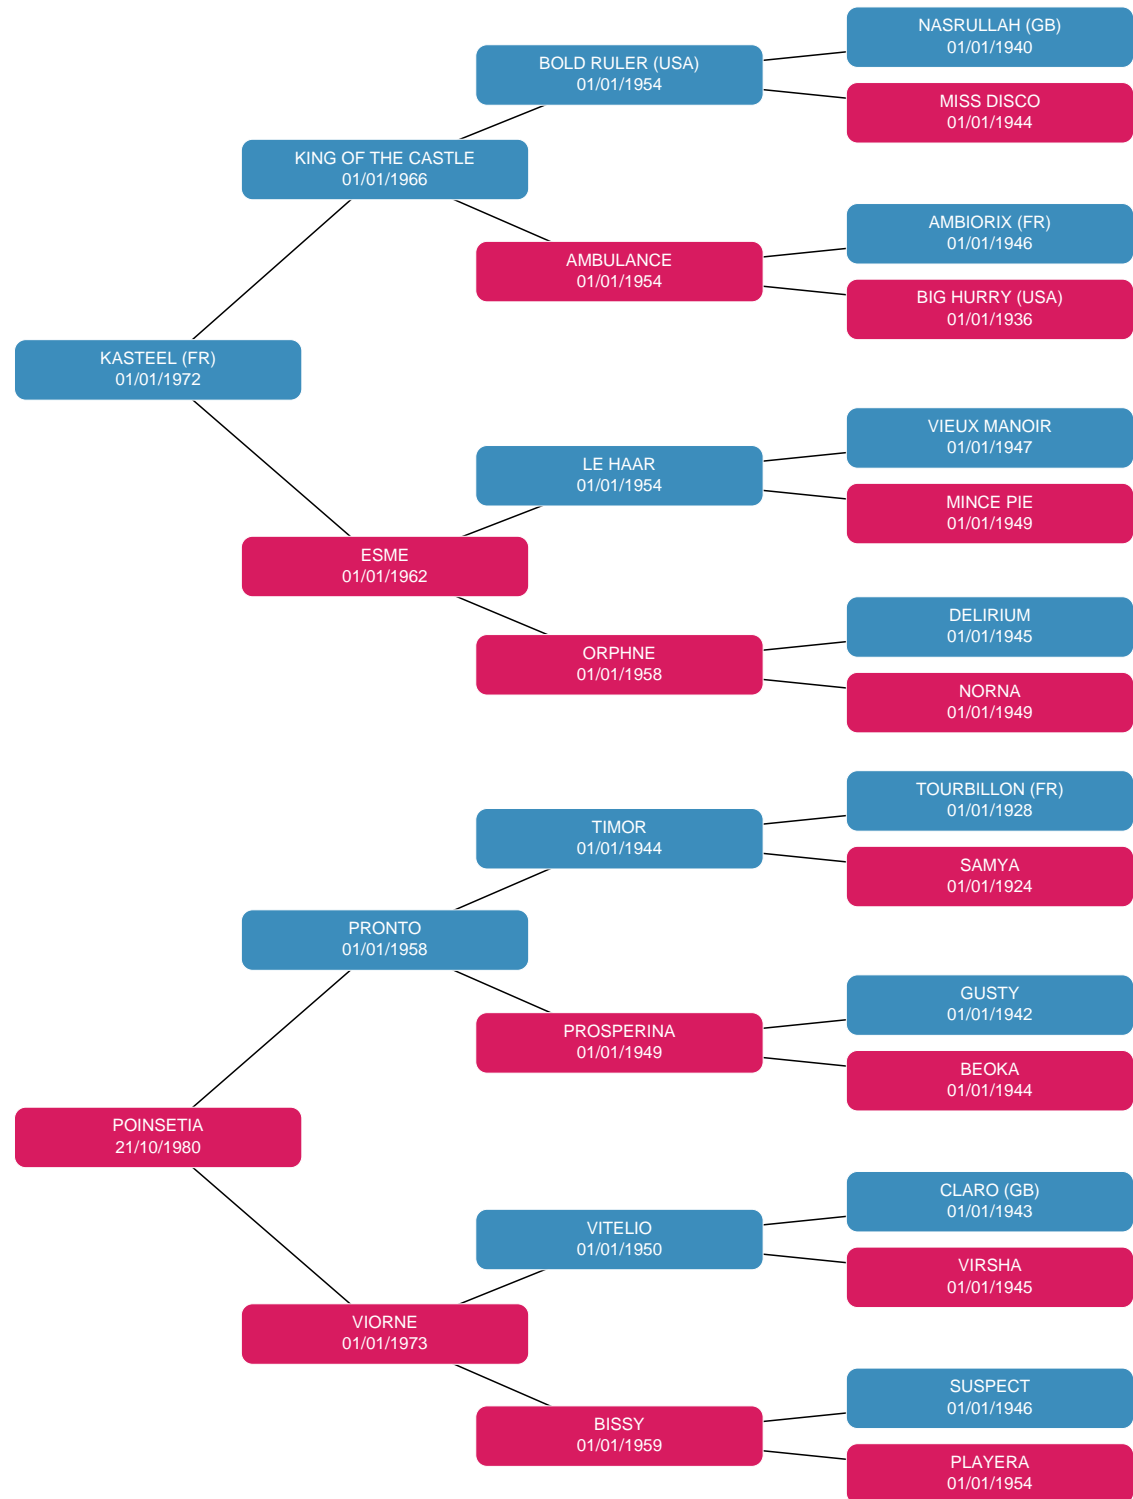 NASRULLAH (GB)
01/01/1940
BOLD RULER (USA)
01/01/1954
MISS DISCO
01/01/1944
KING OF THE CASTLE
01/01/1966
AMBIORIX (FR)
01/01/1946
AMBULANCE
01/01/1954
BIG HURRY (USA)
01/01/1936
KASTEEL (FR)
01/01/1972
VIEUX MANOIR
01/01/1947
LE HAAR
01/01/1954
MINCE PIE
01/01/1949
ESME
01/01/1962
DELIRIUM
01/01/1945
ORPHNE
01/01/1958
NORNA
01/01/1949
TOURBILLON (FR)
01/01/1928
TIMOR
01/01/1944
SAMYA
01/01/1924
PRONTO
01/01/1958
GUSTY
01/01/1942
PROSPERINA
01/01/1949
BEOKA
01/01/1944
POINSETIA
21/10/1980
CLARO (GB)
01/01/1943
VITELIO
01/01/1950
VIRSHA
01/01/1945
VIORNE
01/01/1973
SUSPECT
01/01/1946
BISSY
01/01/1959
PLAYERA
01/01/1954